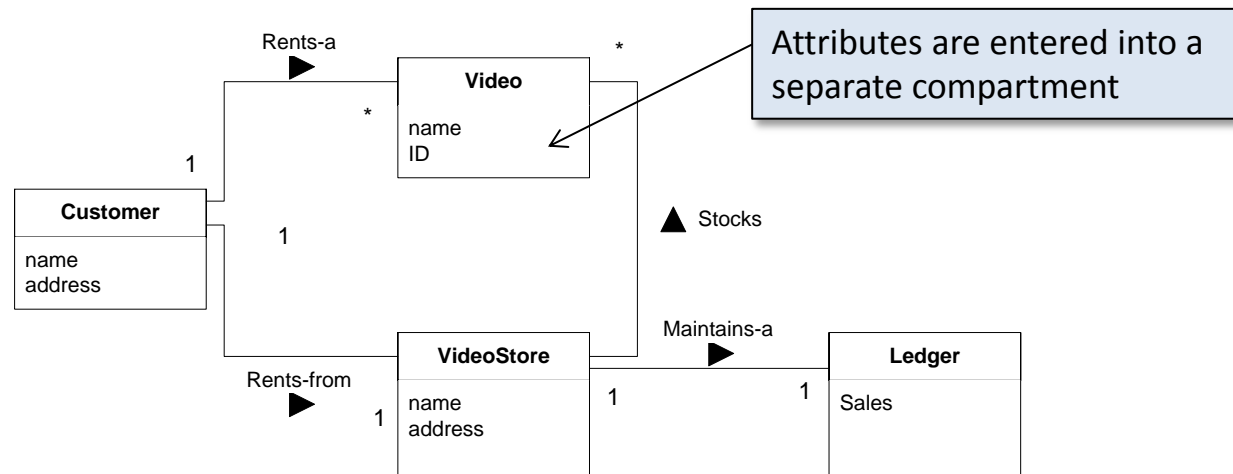 Rents-a
*
Attributes are entered into a
separate compartment
Video
*
name
ID
1
Customer
1
Stocks
name
address
Maintains-a
VideoStore
Ledger
Rents-from
1
name
address
1
1
Sales